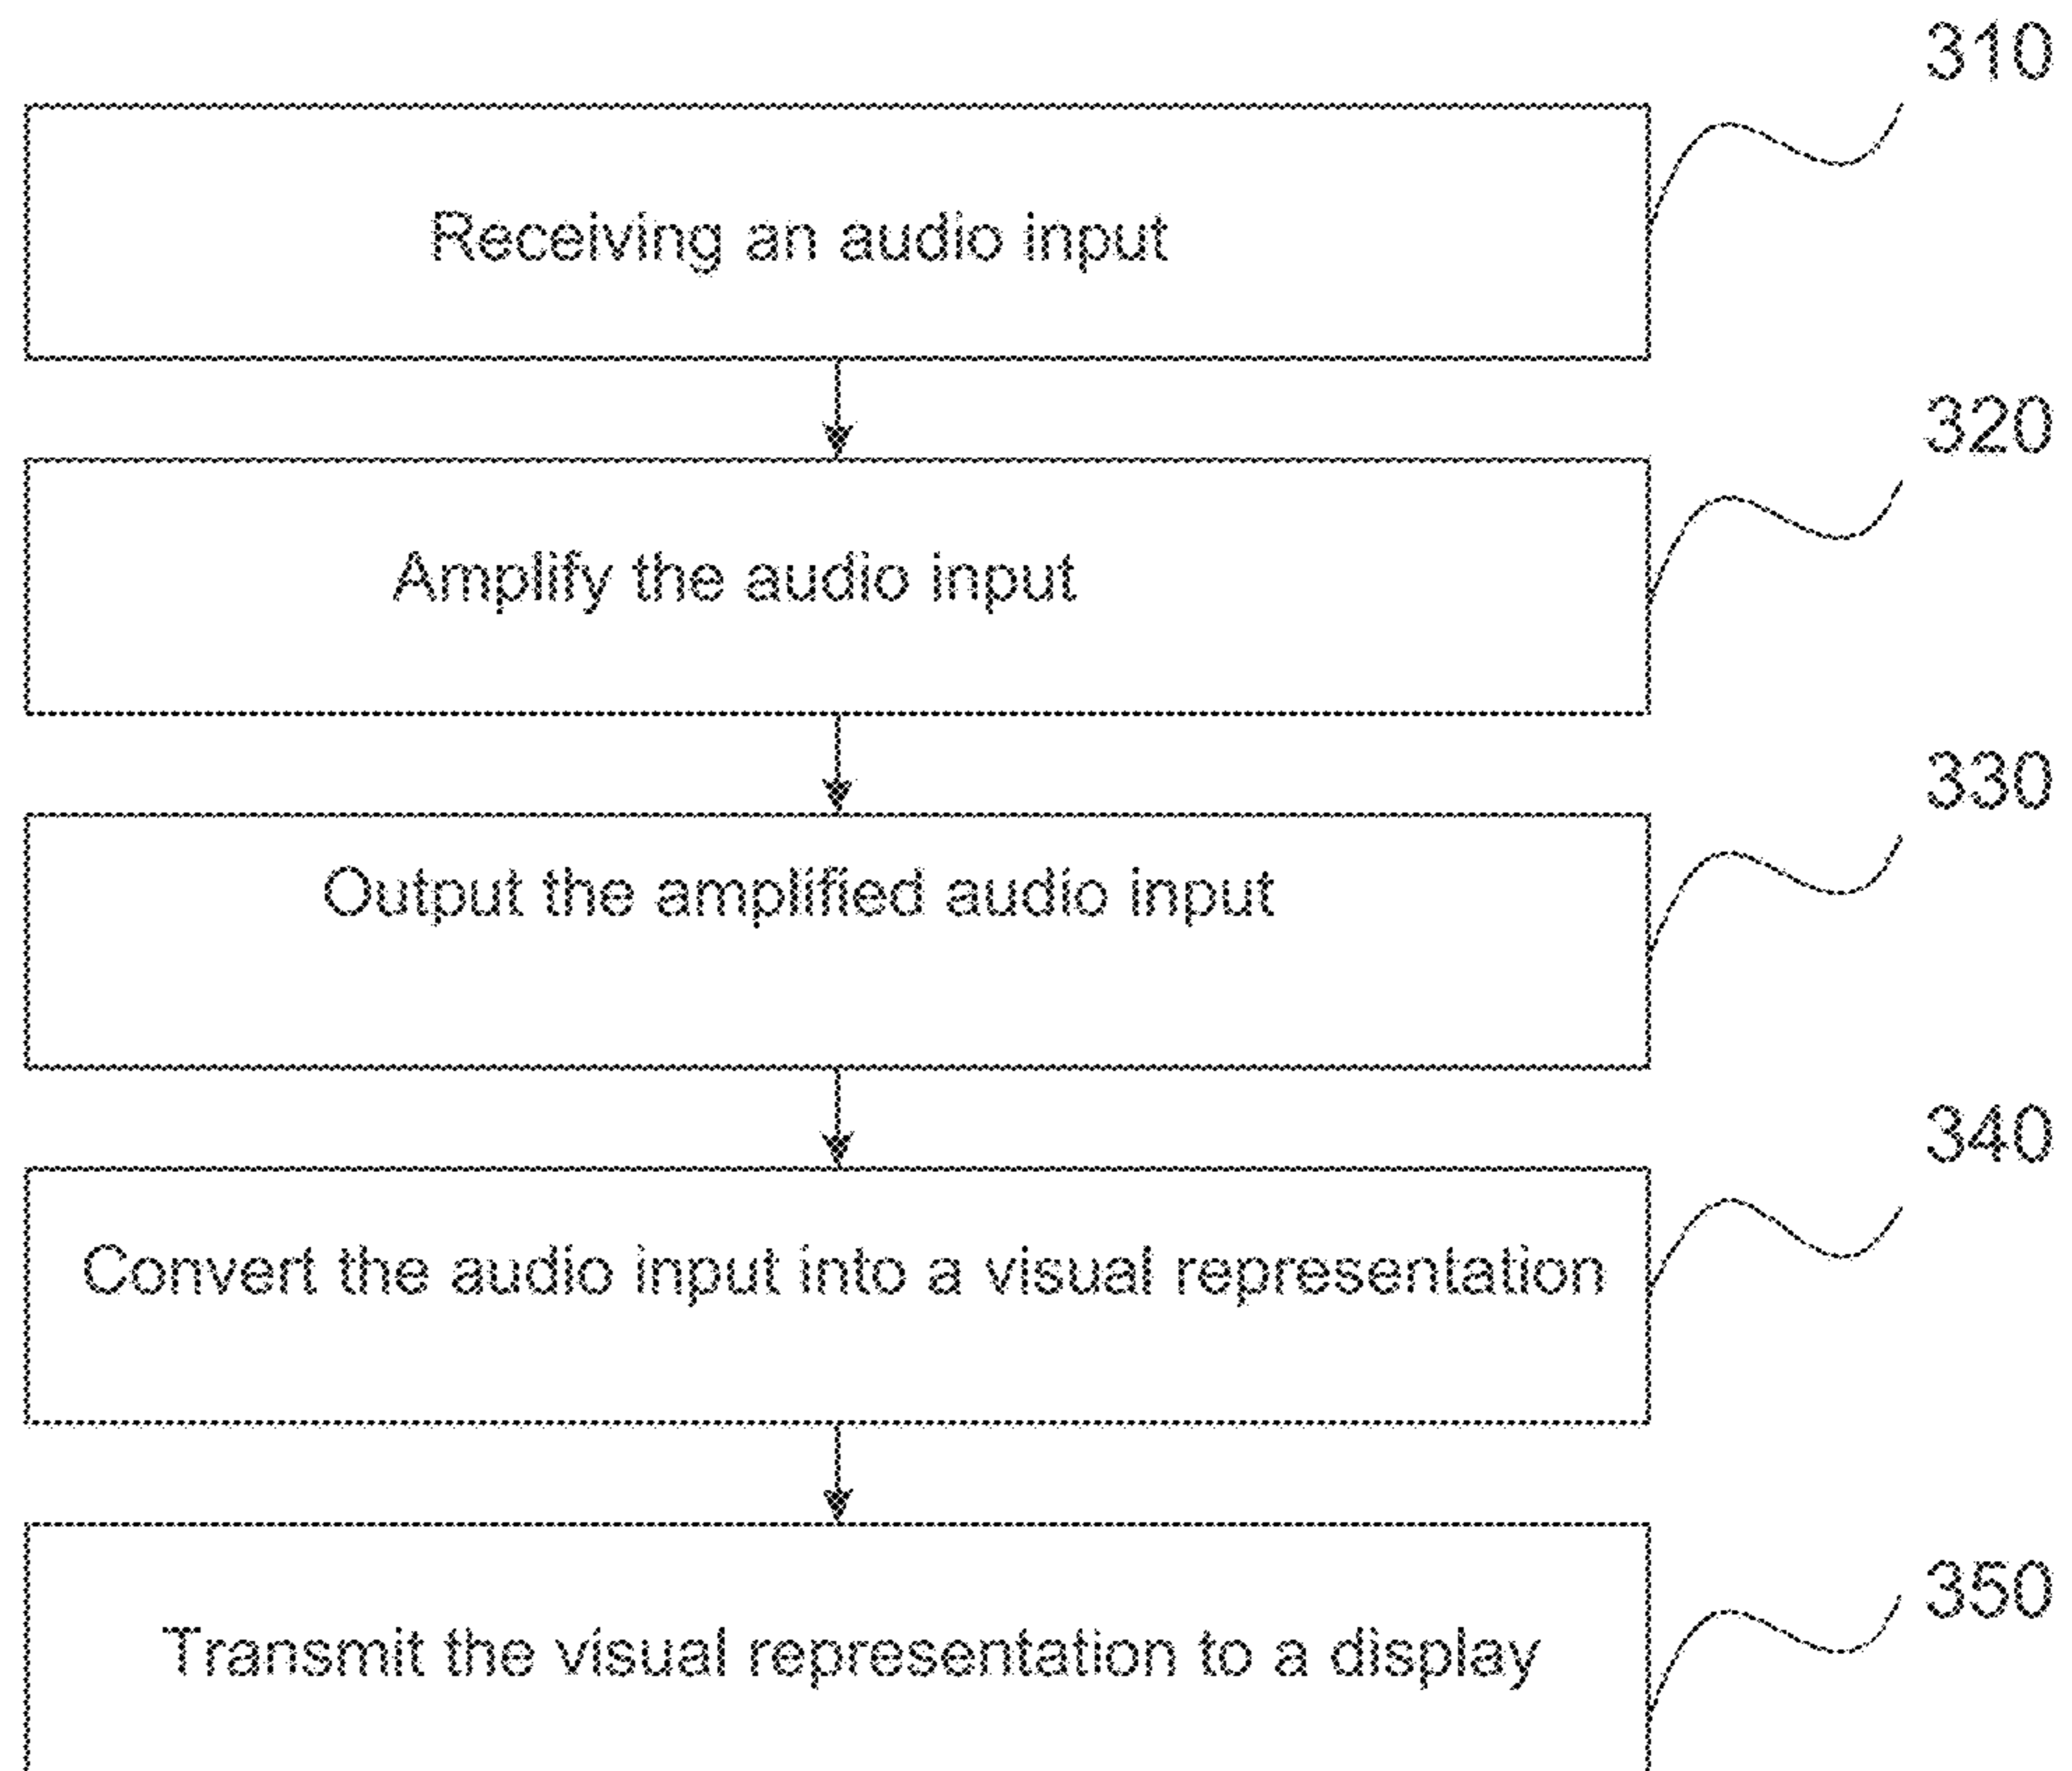 310
Receiving an audio input
320
Amplify the audio input
330
Output the amplified audio input
340
Convert the audio input into a visual representation
350
Transmit the visual representation to a display